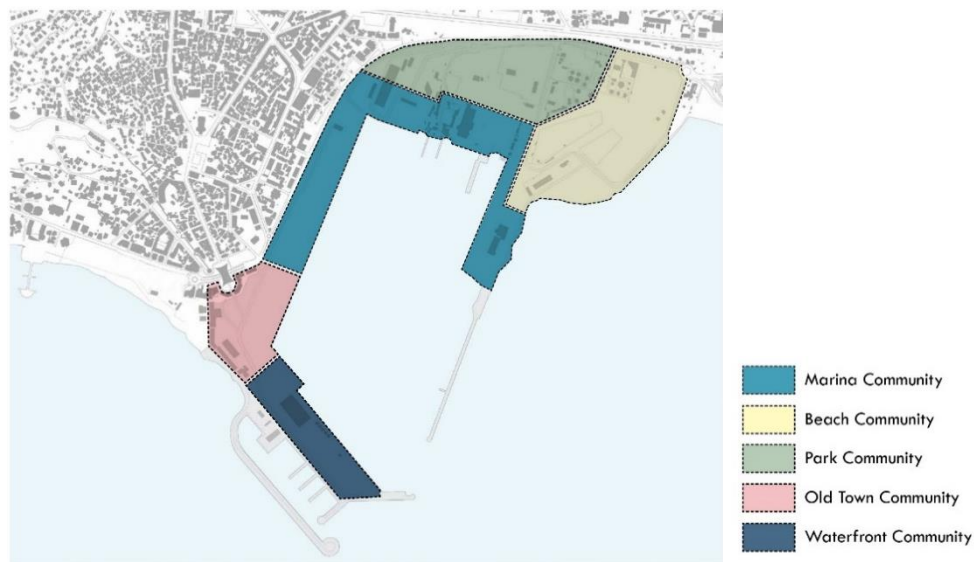 Marina Community
Beach Community
Park Community
Old Town Community
Waterfront Community